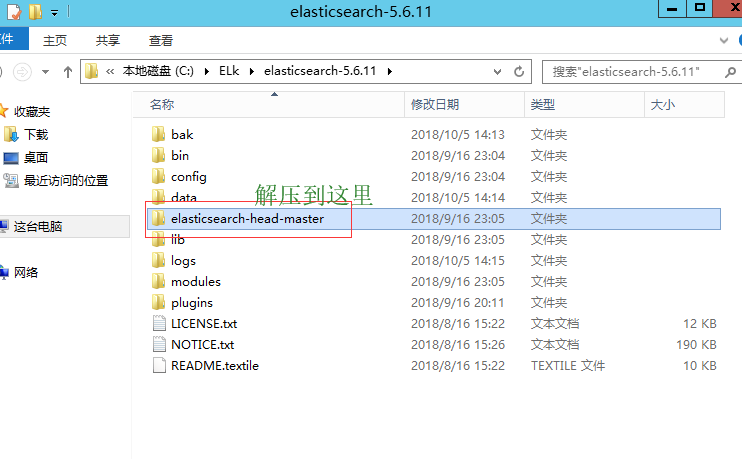 elasticsearch-5.6.11
件
主页
共享
查看
« 本地磁盘 (C:) ELk elasticsearch-5.6.11
搜索"elasticsearch-5.6.11"
名称 修改日期 类型 大小
收藏夹
下载
桌面
最近访问的位置
这台电脑
网络
bak 2018/10/5 14:13 文件夹
bin 2018/9/16 23:04 文件夹
config 2018/9/16 23:04 文件夹
data 2018/10/5 14:14 文件夹
解压到这里
elasticsearch-head-master 2018/9/16 23:05 文件夹
lib 2018/9/16 23:05 文件夹
logs 2018/10/5 14:15 文件夹
modules 2018/9/16 23:05 文件夹
plugins 2018/9/16 20:11 文件夹
LICENSE.txt 2018/8/16 15:22 文本文档 12 KB
NOTICE.txt 2018/8/16 15:26 文本文档 190 KB
README.textile 2018/8/16 15:22 TEXTILE 文件 10 KB